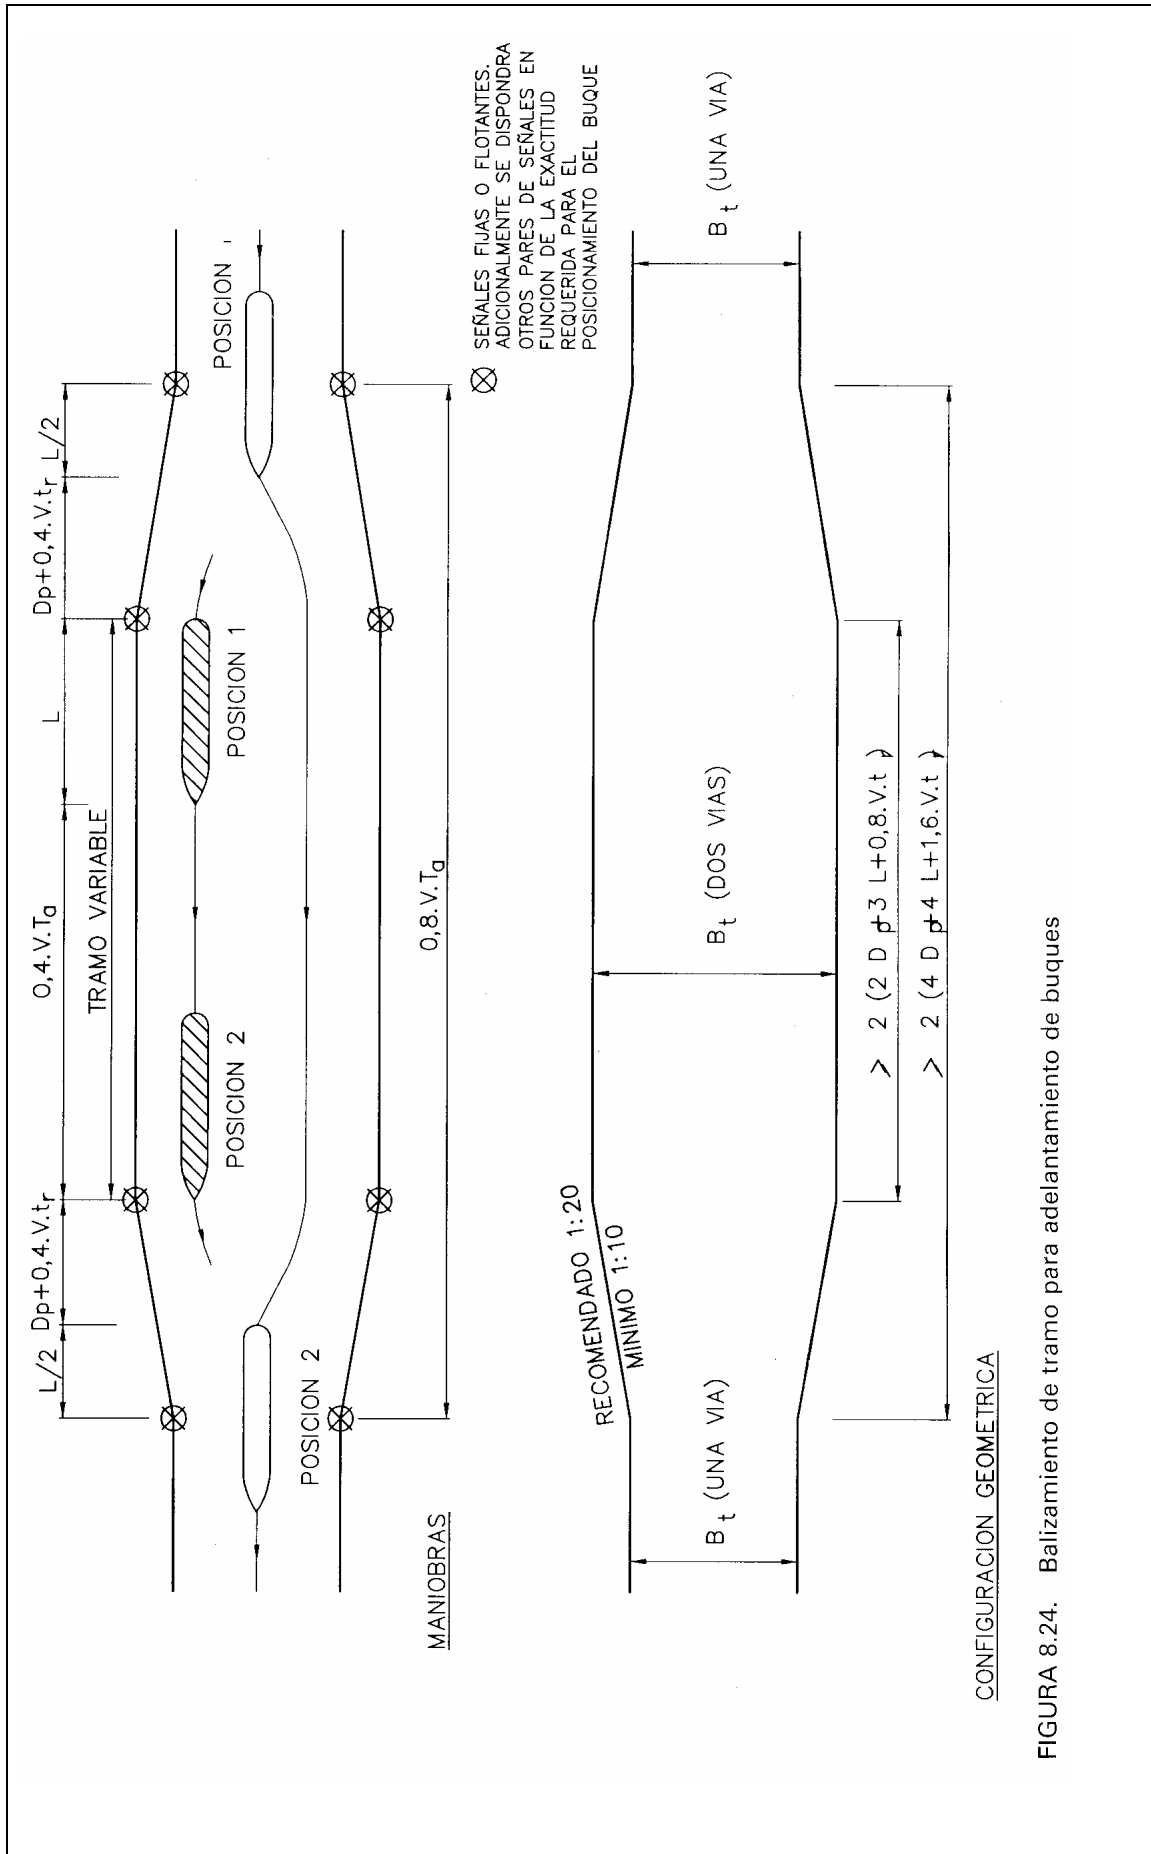 L/2
Dp+0,4.V.tr
0,4.V.Ta
L
Dp+0,4.V.tr
L/2
TRAMO VARIABLE
POSICION 2
POSICION 2
POSICION 1
POSICION
0,8.V.Ta
MANIOBRAS
SEÑALES FIJAS O FLOTANTES.
ADICIONALMENTE SE DISPONDRA
OTROS PARES DE SEÑALES EN
FUNCION DE LA EXACTITUD
REQUERIDA PARA EL
POSICIONAMIENTO DEL BUQUE
RECOMENDADO 1:20
MINIMO 1:10
Bt (UNA VIA)
Bt (DOS VIAS)
Bt (UNA VIA)
> 2 (2 Dp+3 L+0,8.V.t )
> 2 (4 Dp+4 L+1,6.V.t )
CONFIGURACION GEOMETRICA
FIGURA 8.24. Balizamiento de tramo para adelantamiento de buques